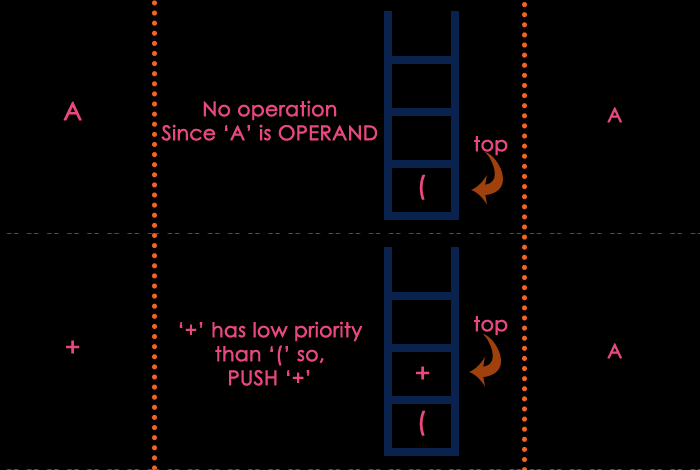 A
No operation
Since ‘A’ is OPERAND
top
(
A
+
‘+’ has low priority
than ‘(’ so,
PUSH ‘+’
top
+
(
A